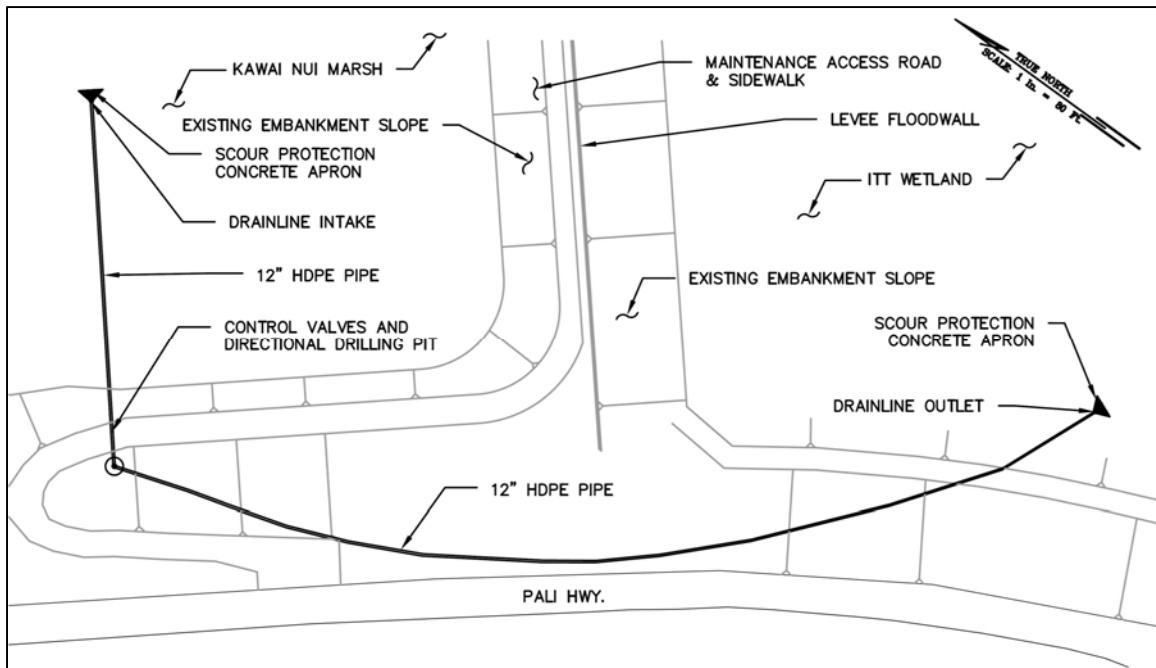 KAWAI NUI MARSH
MAINTENANCE ACCESS ROAD
& SIDEWALK
TRUE NORTH
SCALE: 1 In. = 80 Ft.
EXISTING EMBANKMENT SLOPE
LEVEE FLOODWALL
SCOUR PROTECTION
CONCRETE APRON
ITT WETLAND
DRAINLINE INTAKE
12" HDPE PIPE
EXISTING EMBANKMENT SLOPE
CONTROL VALVES AND
DIRECTIONAL DRILLING PIT
SCOUR PROTECTION
CONCRETE APRON
DRAINLINE OUTLET
12" HDPE PIPE
PALI HWY.